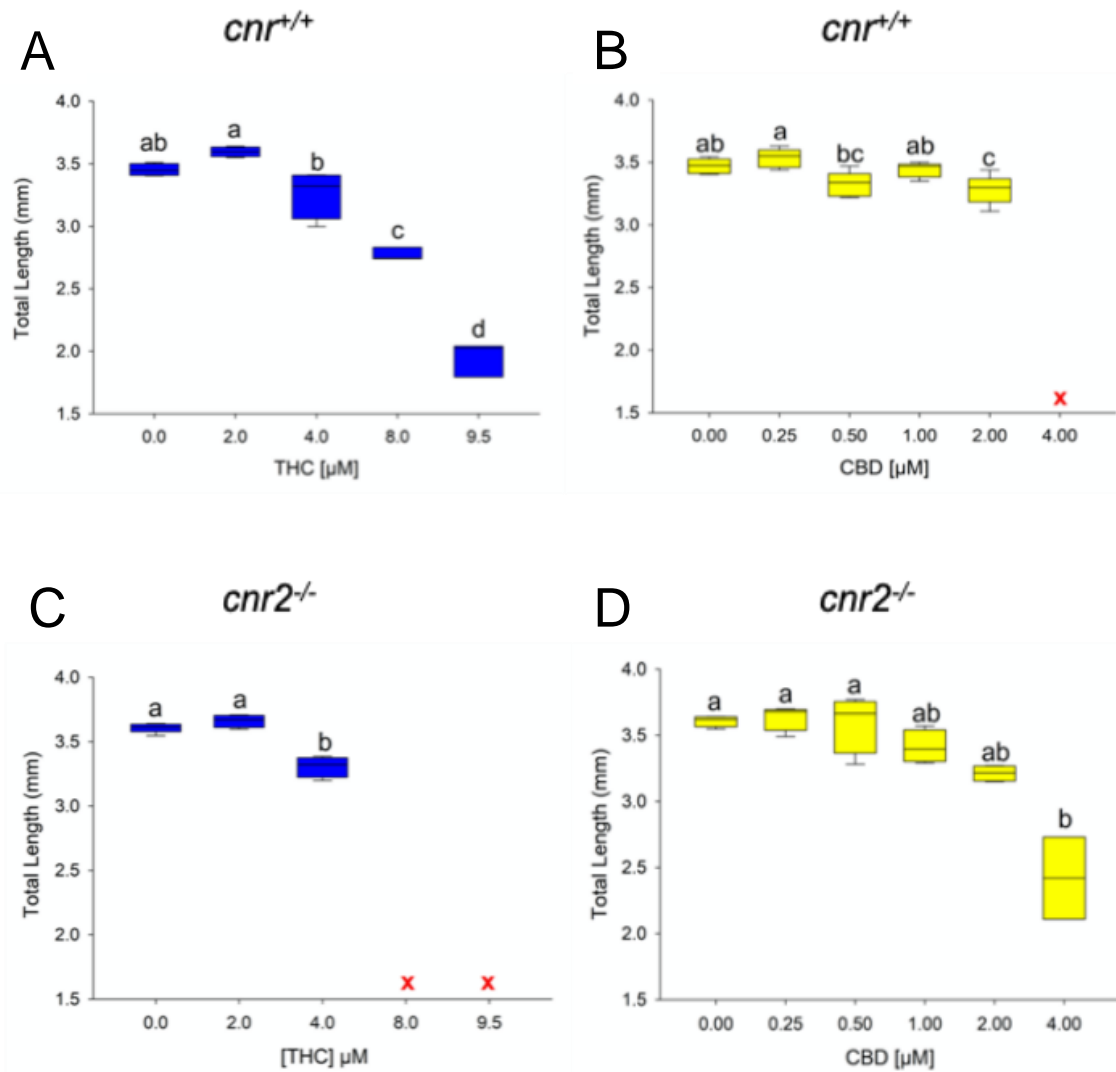 A
cnr+/+
4.0
3.5
3.0
2.5
2.0
1.5
Total Length (mm)
ab
a
b
c
d
0.0 2.0 4.0 8.0 9.5
THC [µM]
B
cnr+/+
4.0
3.5
3.0
2.5
2.0
1.5
Total Length (mm)
ab
a
bc
ab
c
x
0.00 0.25 0.50 1.00 2.00 4.00
CBD [µM]
C
cnr2-/-
4.0
3.5
3.0
2.5
2.0
1.5
Total Length (mm)
a
a
b
x
x
0.0 2.0 4.0 8.0 9.5
[THC] µM
D
cnr2-/-
4.0
3.5
3.0
2.5
2.0
1.5
Total Length (mm)
a
a
a
ab
ab
b
0.00 0.25 0.50 1.00 2.00 4.00
CBD [µM]